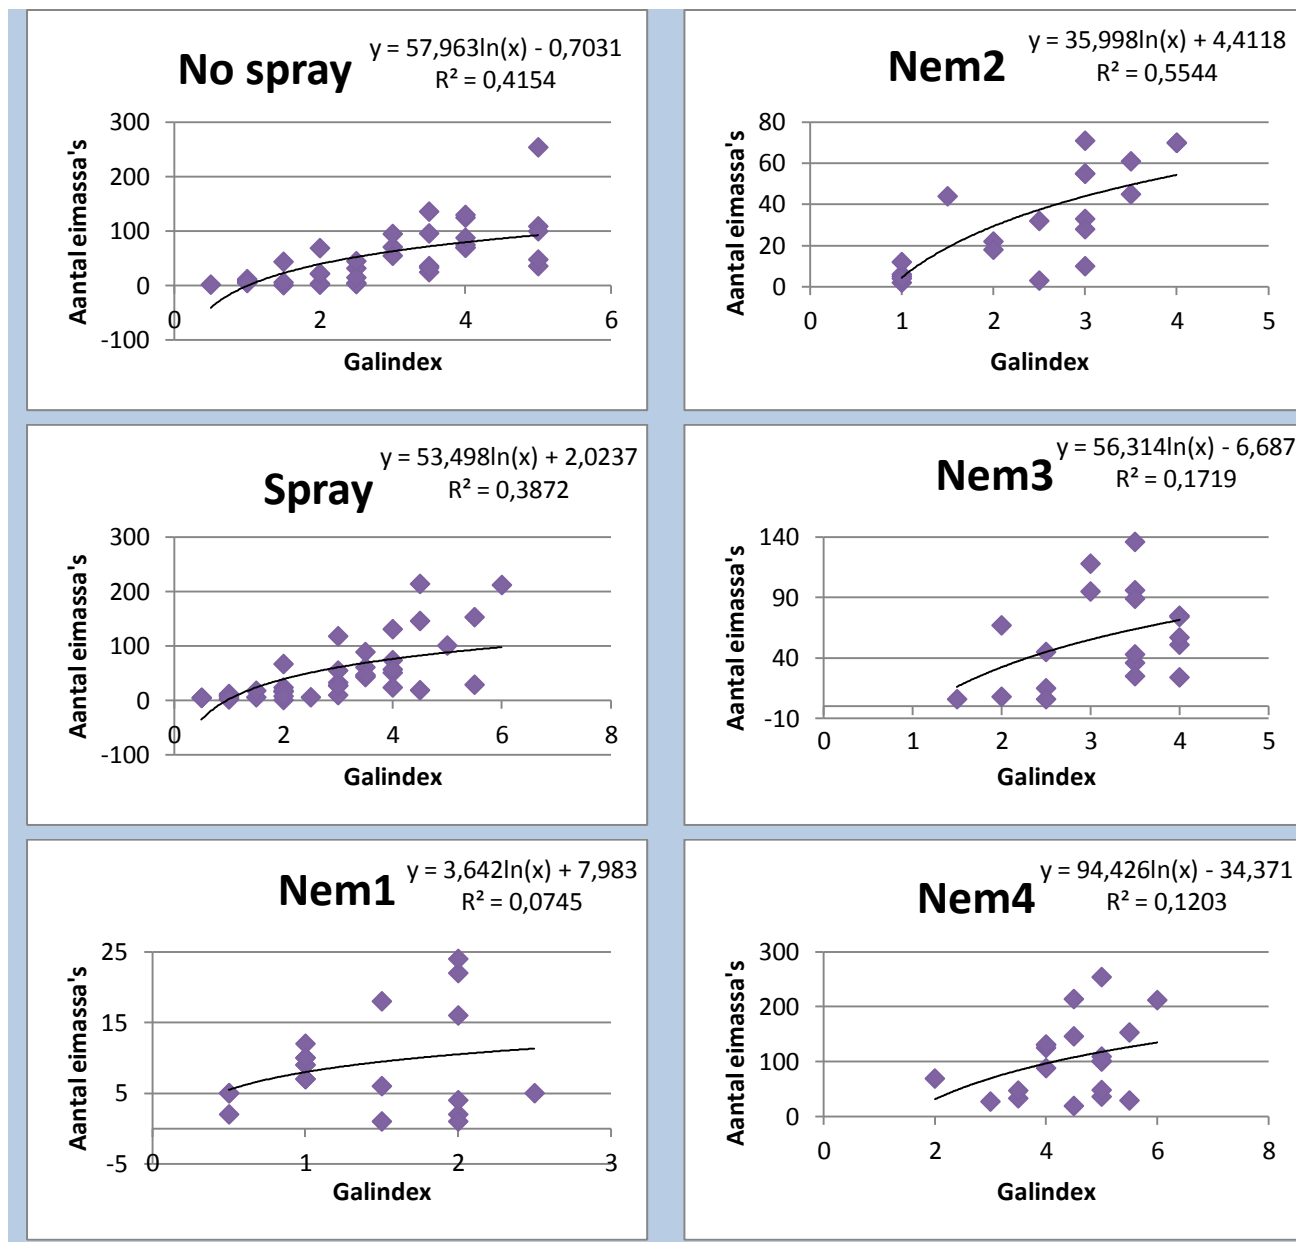 No spray
y = 57,963ln(x) - 0,7031
R² = 0,4154
Aantal eimassa's
300
200
100
0
-100
0 2 4 6
Galindex
Nem2
y = 35,998ln(x) + 4,4118
R² = 0,5544
Aantal eimassa's
80
60
40
20
0
0 1 2 3 4 5
Galindex
Spray
y = 53,498ln(x) + 2,0237
R² = 0,3872
Aantal eimassa's
300
200
100
0
-100
0 2 4 6 8
Galindex
Nem3
y = 56,314ln(x) - 6,687
R² = 0,1719
Aantal eimassa's
140
90
40
-10
0 1 2 3 4 5
Galindex
Nem1
y = 3,642ln(x) + 7,983
R² = 0,0745
Aantal eimassa's
25
15
5
-5
0 1 2 3
Galindex
Nem4
y = 94,426ln(x) - 34,371
R² = 0,1203
Aantal eimassa's
300
200
100
0
0 2 4 6 8
Galindex